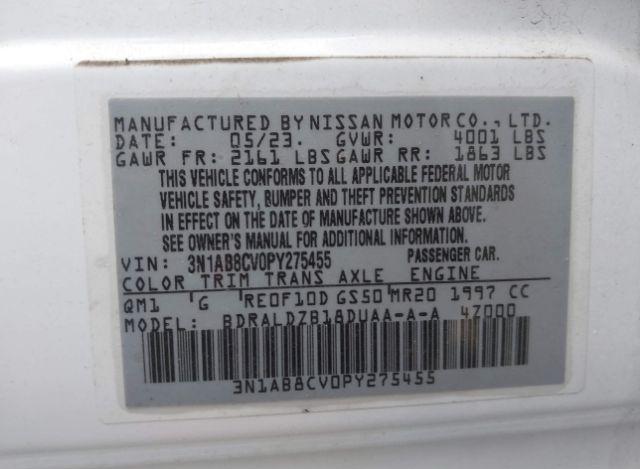 MANUFACTURED BY NISSAN MOTOR CO., LTD.
DATE: 05/23. GVWR: 4001 LBS
GAWR FR: 2161 LBS GAWR RR: 1863 LBS
THIS VEHICLE CONFORMS TO ALL APPLICABLE FEDERAL MOTOR
VEHICLE SAFETY, BUMPER AND THEFT PREVENTION STANDARDS
IN EFFECT ON THE DATE OF MANUFACTURE SHOWN ABOVE.
SEE OWNER'S MANUAL FOR ADDITIONAL INFORMATION.
VIN: 3N1AB8CV0PY275455 PASSENGER CAR.
COLOR TRIM TRANS AXLE ENGINE
QM1 G RE0F10D GS50 MR20 1997 CC
MODEL: BDRALDZB18DUAA-A-A 4Z000
3N1AB8CV0PY275455